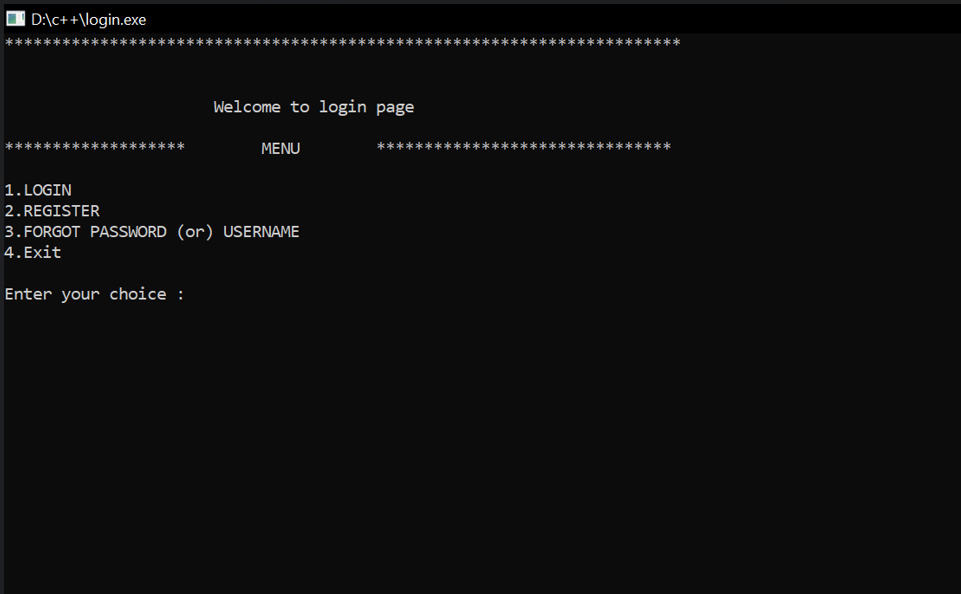 D:\c++\login.exe
***********************************************************************
Welcome to login page
*******************        MENU        *******************************
1.LOGIN
2.REGISTER
3.FORGOT PASSWORD (or) USERNAME
4.Exit
Enter your choice :